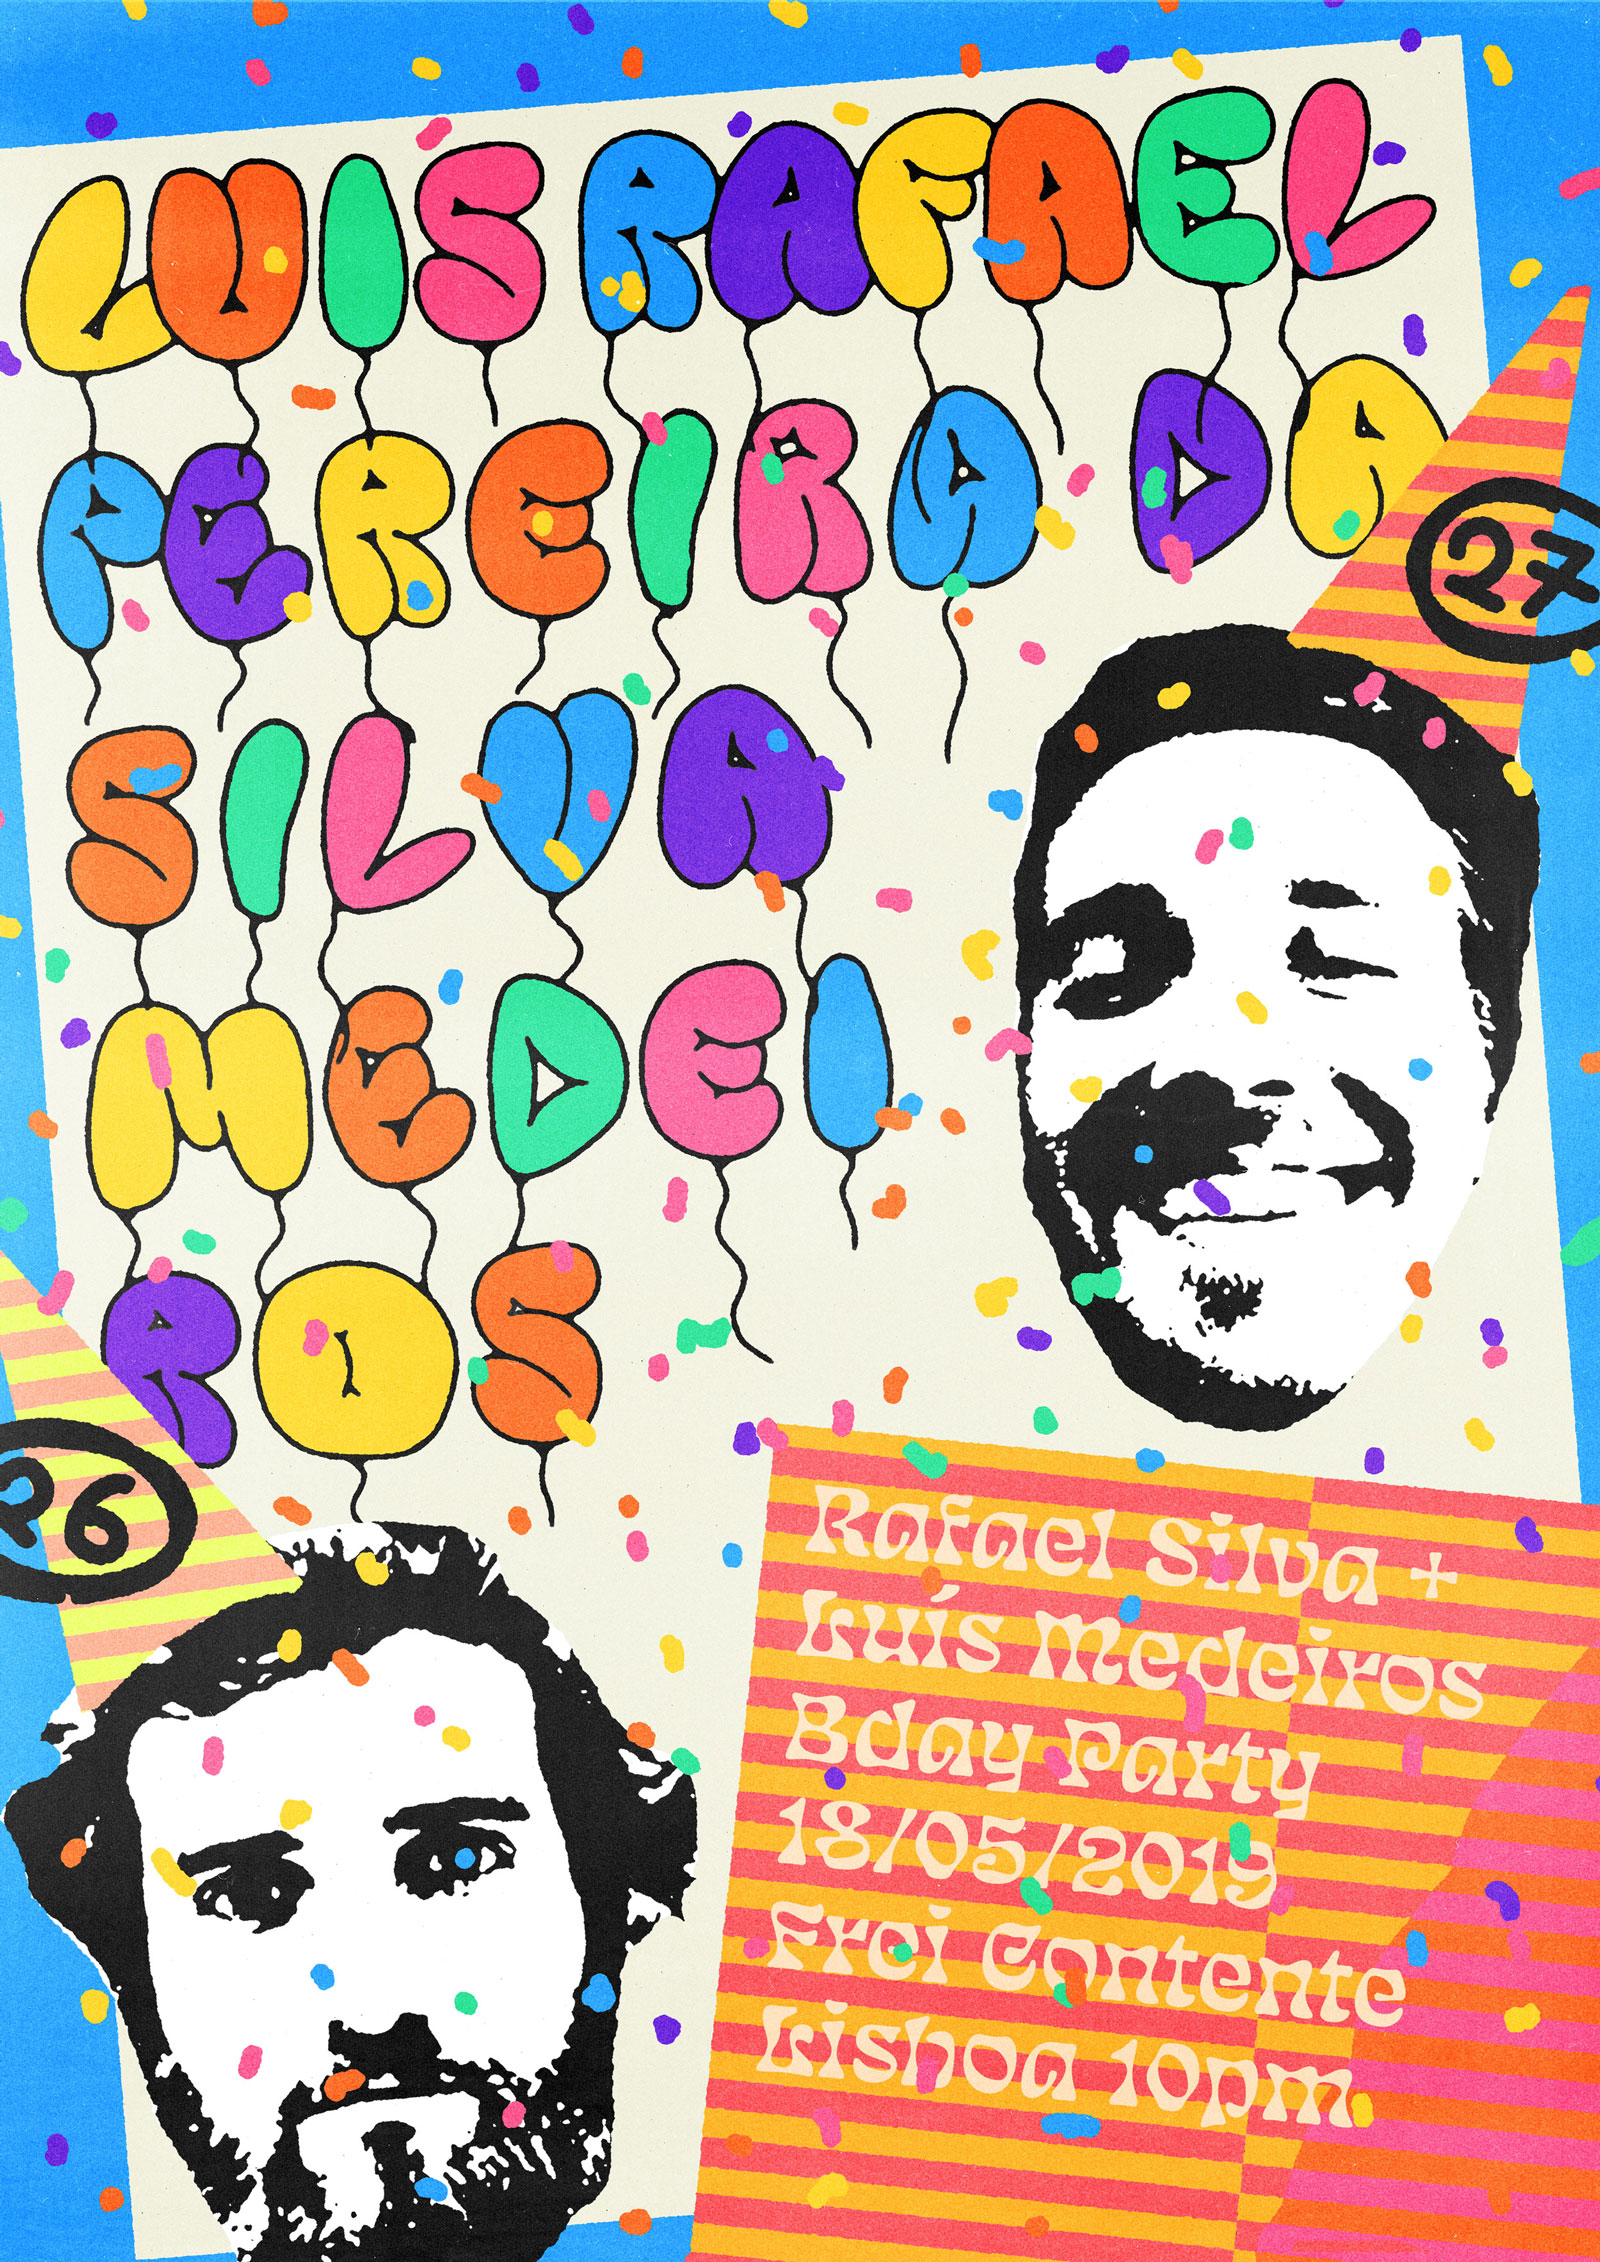 LUIS RAFAEL
PEREIRA DA
SILVA
MEDEI
ROS
27
26
Rafael Silva +
Luís Medeiros
Bday Party
18/05/2019
Frei Contente
Lisboa 10pm